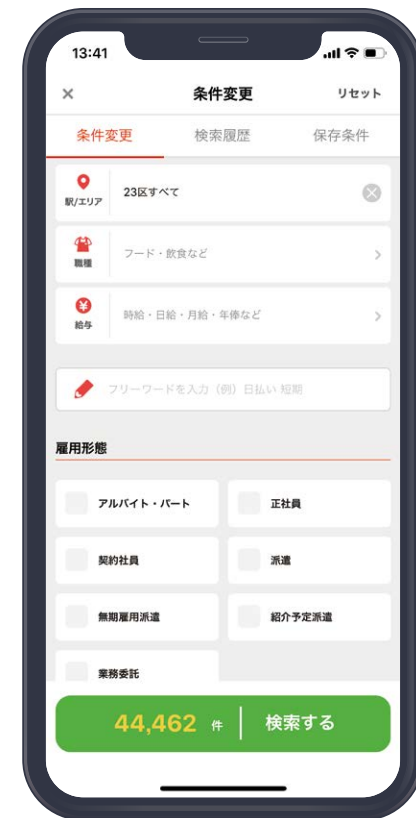 13:41
× 条件変更 リセット
条件変更 検索履歴 保存条件
駅/エリア 23区すべて
職種 フード・飲食など
給与 時給・日給・月給・年俸など
フリーワードを入力（例）日払い 短期
雇用形態
アルバイト・パート 正社員
契約社員 派遣
無期雇用派遣 紹介予定派遣
業務委託
44,462 件 検索する